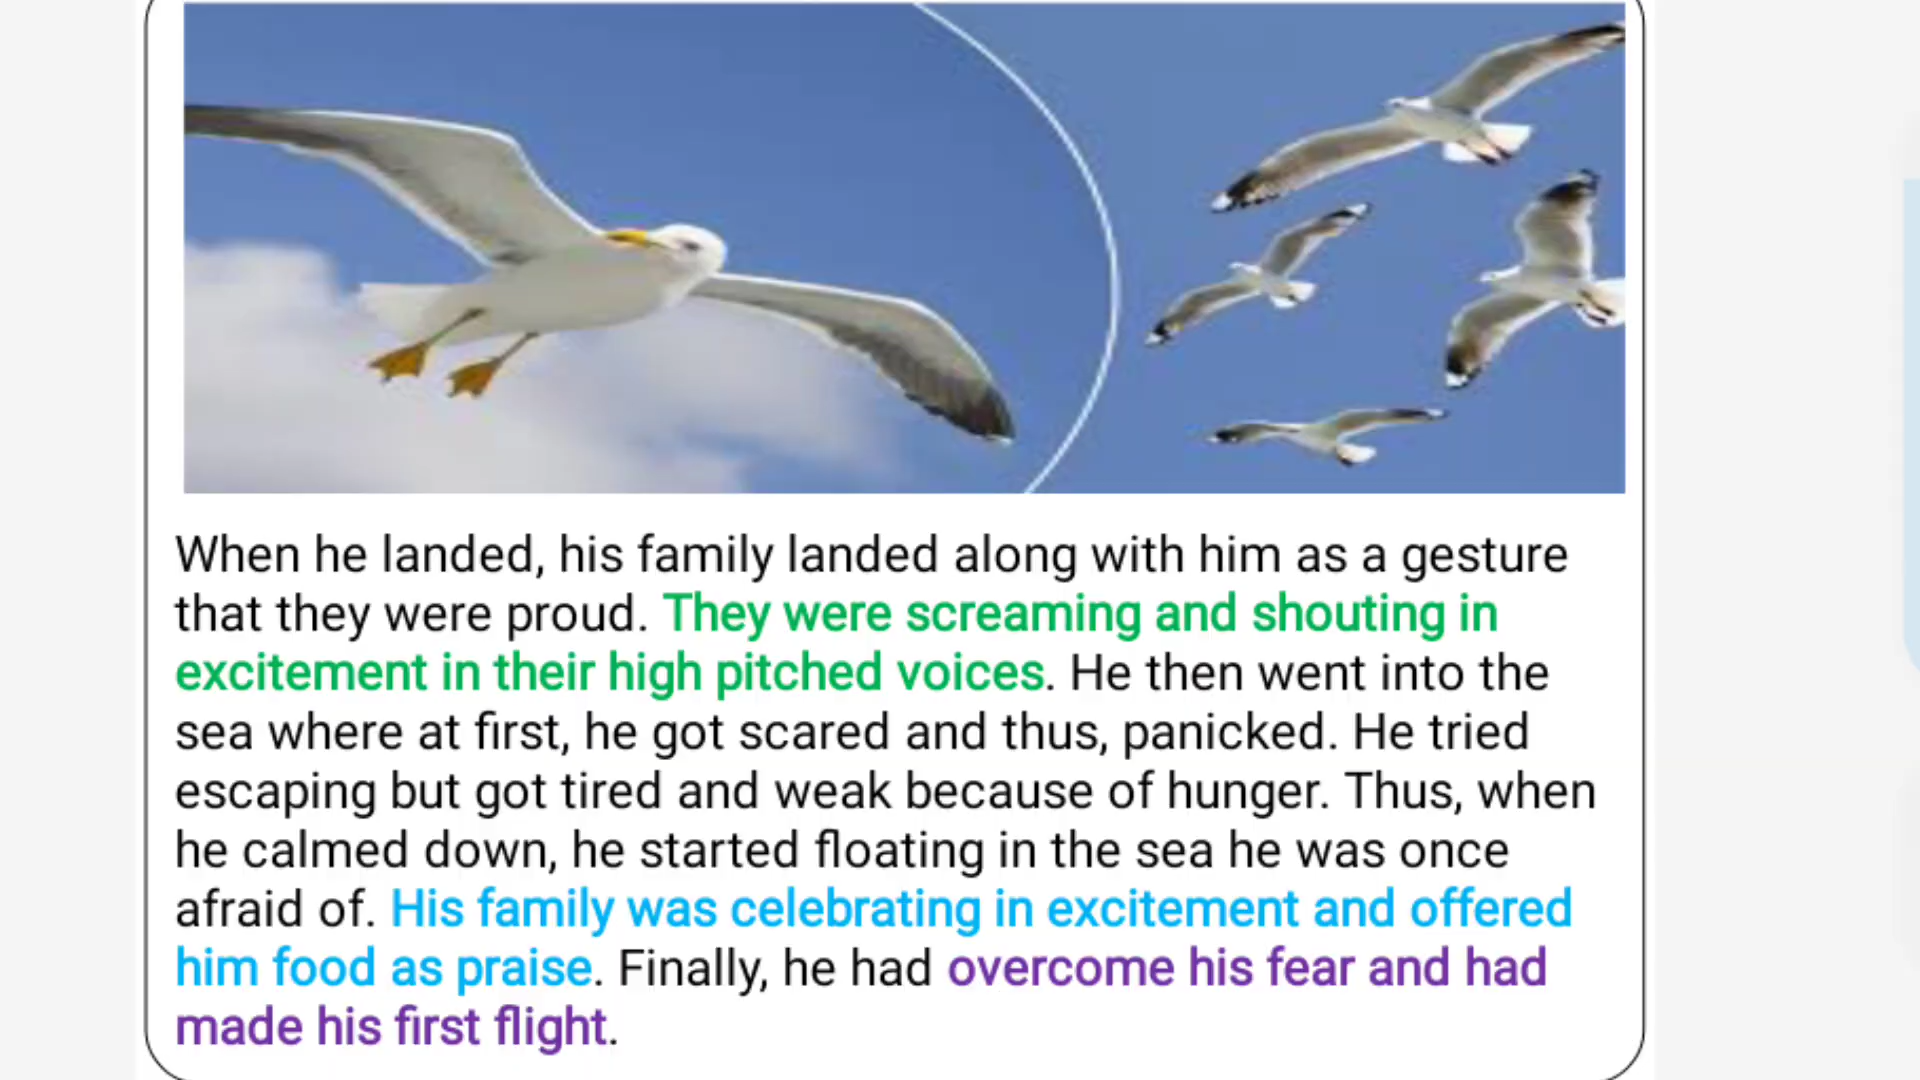 When he landed, his family landed along with him as a gesture
that they were proud. They were screaming and shouting in
excitement in their high pitched voices. He then went into the
sea where at first, he got scared and thus, panicked. He tried
escaping but got tired and weak because of hunger. Thus, when
he calmed down, he started floating in the sea he was once
afraid of. His family was celebrating in excitement and offered
him food as praise. Finally, he had overcome his fear and had
made his first flight.